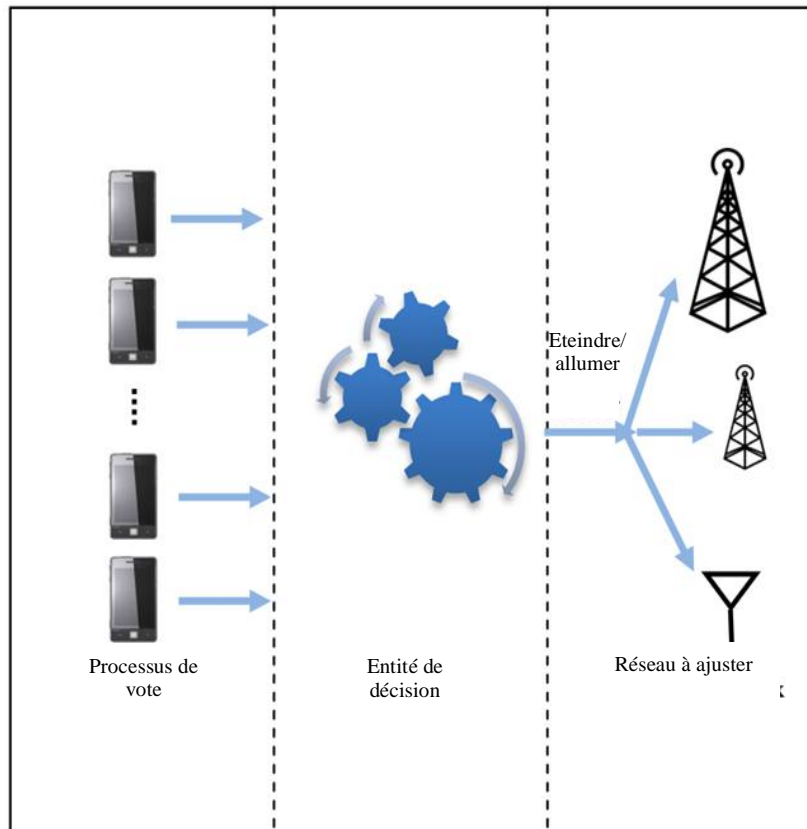 Eteindre/
allumer
Processus de
vote
Entité de
décision
Réseau à ajuster